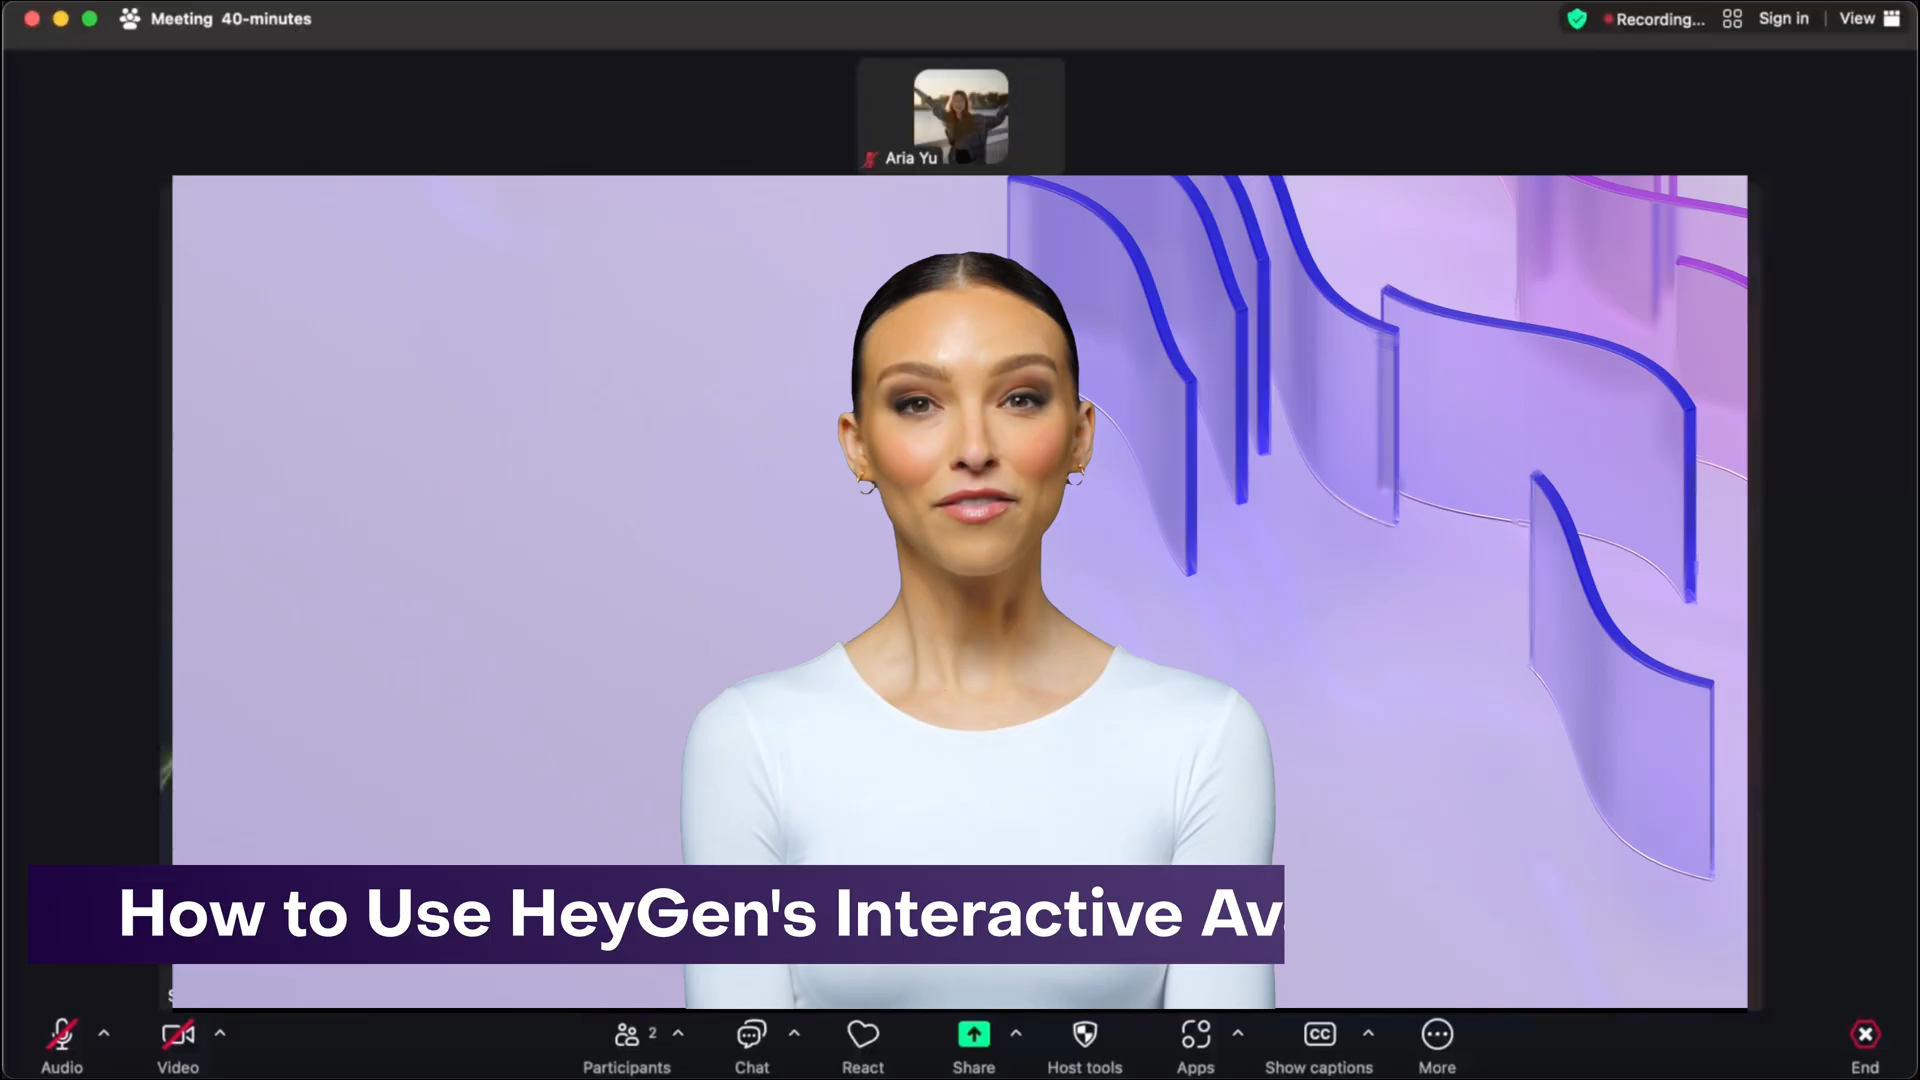 Meeting 40-minutes
Recording...
Sign in
View
Aria Yu
How to Use HeyGen's Interactive Av
Audio
Video
Participants
2
Chat
React
Share
Host tools
Apps
CC
Show captions
More
End